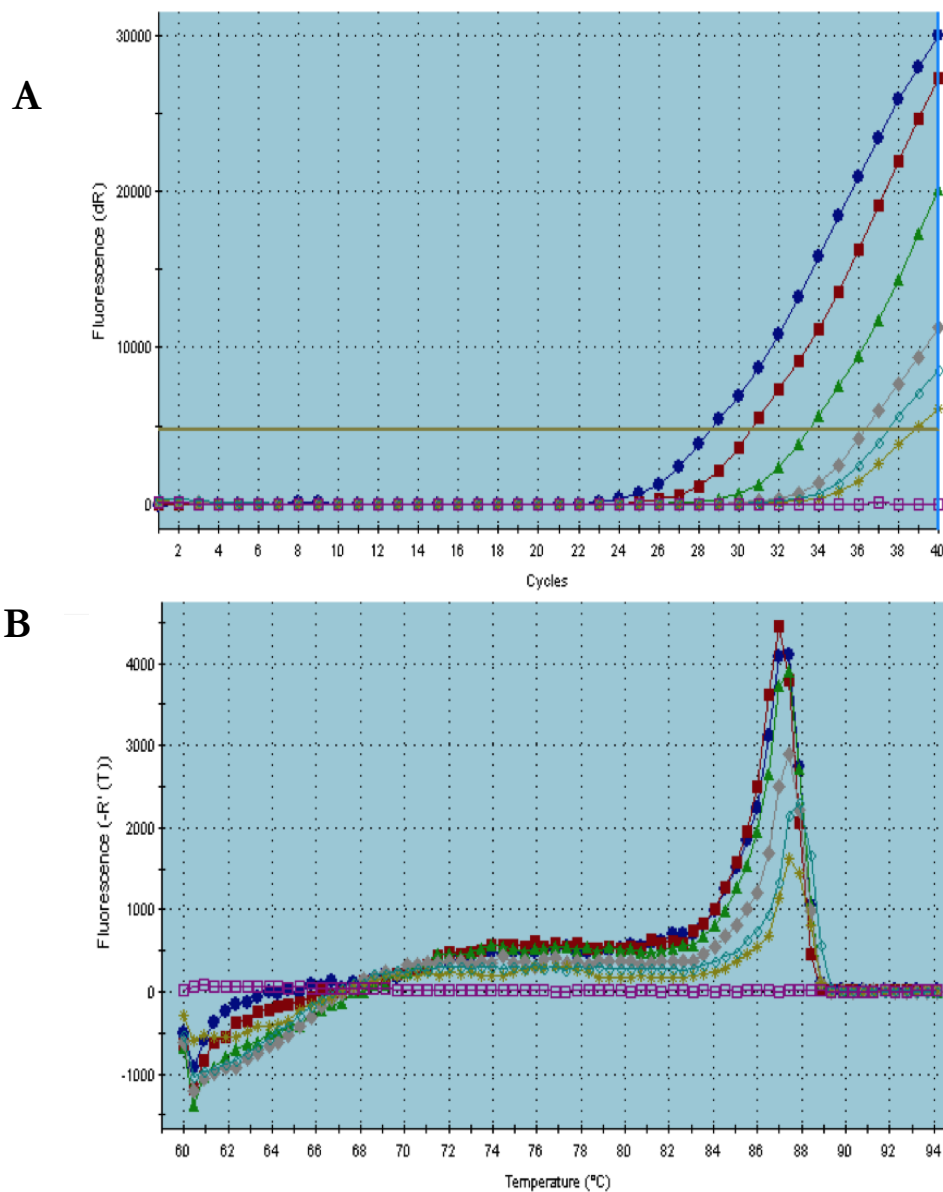 A
30000
20000
10000
0
Fluorescence (dR)
2 4 6 8 10 12 14 16 18 20 22 24 26 28 30 32 34 36 38 40
Cycles
B
4000
3000
2000
1000
0
-1000
Fluorescence (-R' (T))
60 62 64 66 68 70 72 74 76 78 80 82 84 86 88 90 92 94
Temperature (°C)